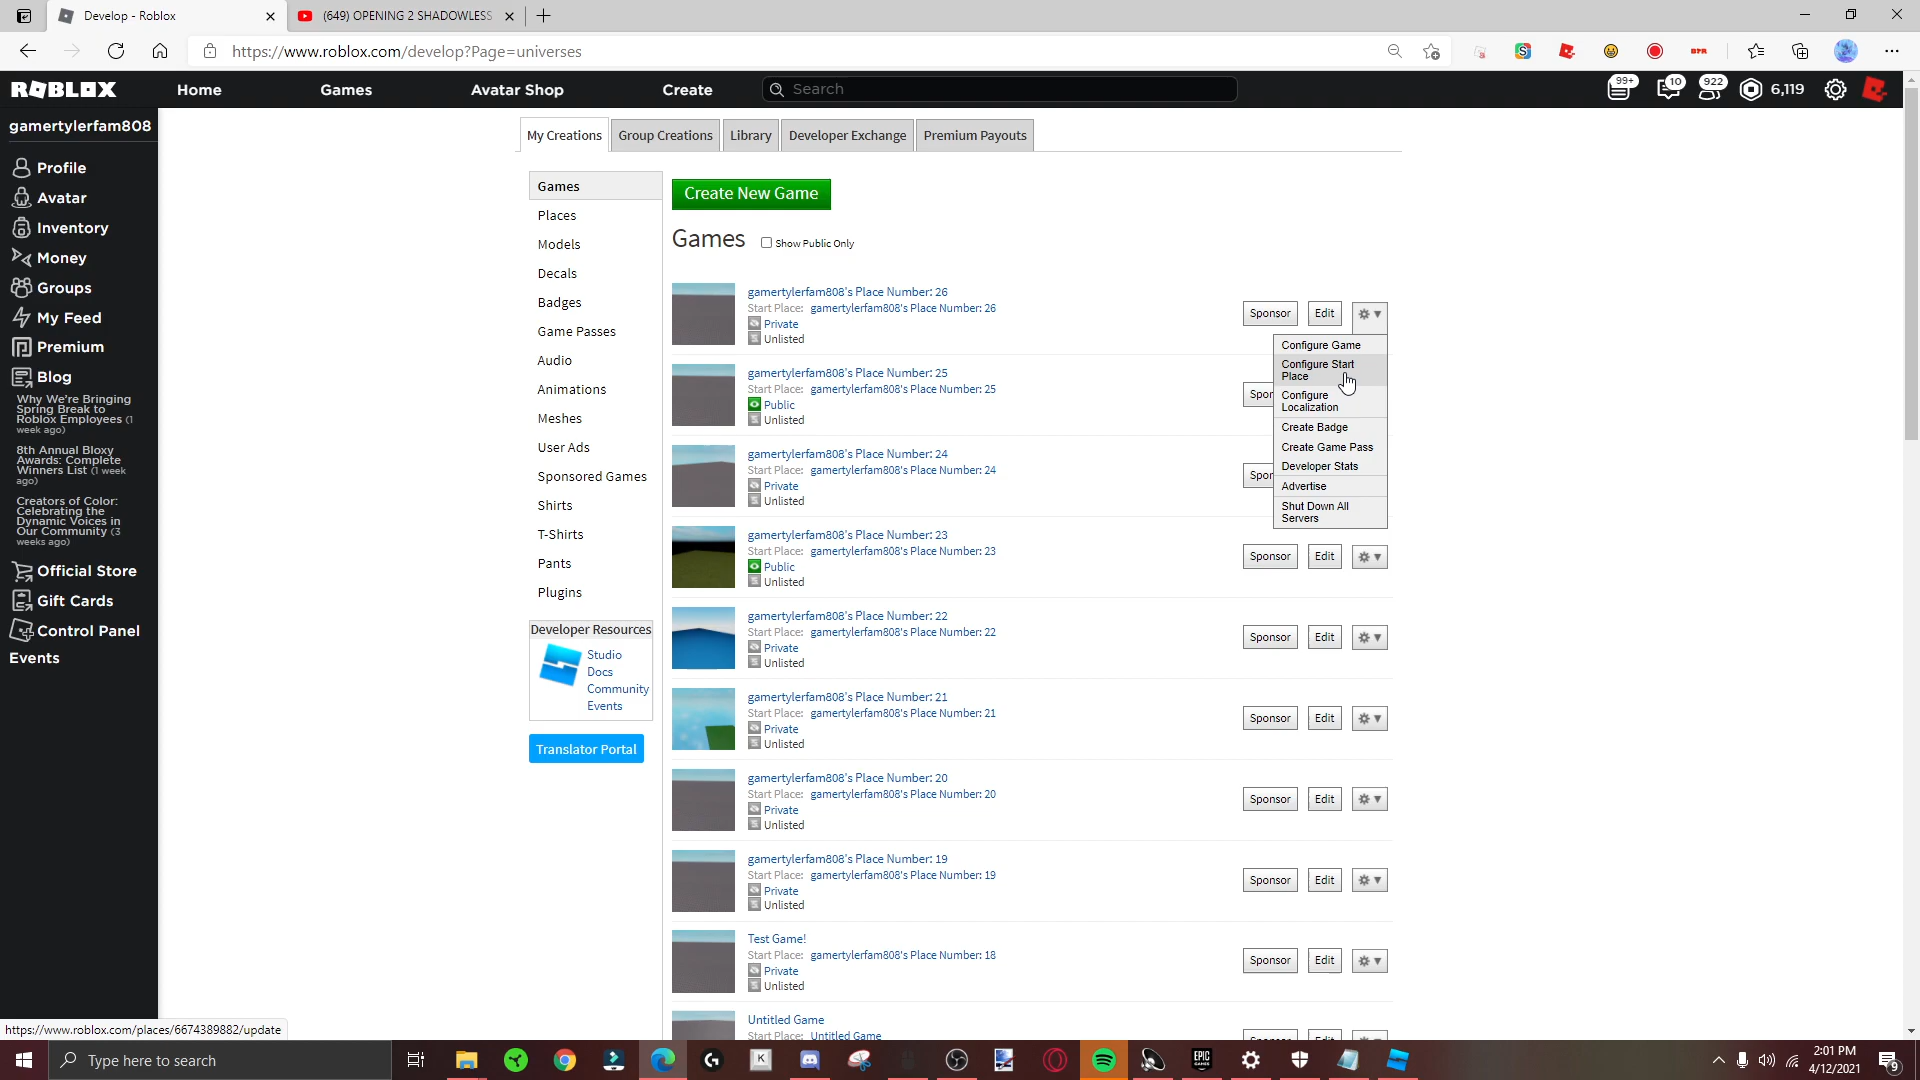 Develop - Roblox
(649) OPENING 2 SHADOWLESS
https://www.roblox.com/develop?Page=universes
ROBLOX
Home
Games
Avatar Shop
Create
Search
99+
10
922
6,119
gamertylerfam808
Profile
Avatar
Inventory
Money
Groups
My Feed
Premium
Blog
Why We're Bringing
Spring Break to
Roblox Employees (1
week ago)
8th Annual Bloxy
Awards: Complete
Winners List (1 week
ago)
Creators of Color:
Celebrating the
Dynamic Voices in
Our Community (3
weeks ago)
Official Store
Gift Cards
Control Panel
Events
My Creations
Group Creations
Library
Developer Exchange
Premium Payouts
Games
Places
Models
Decals
Badges
Game Passes
Audio
Animations
Meshes
User Ads
Sponsored Games
Shirts
T-Shirts
Pants
Plugins
Developer Resources
Studio
Docs
Community
Events
Translator Portal
Create New Game
Games
Show Public Only
gamertylerfam808's Place Number: 26
Start Place: gamertylerfam808's Place Number: 26
Private
Unlisted
Sponsor
Edit
Configure Game
Configure Start
Place
Configure
Localization
Create Badge
Create Game Pass
Developer Stats
Advertise
Shut Down All
Servers
gamertylerfam808's Place Number: 25
Start Place: gamertylerfam808's Place Number: 25
Public
Unlisted
Spor
gamertylerfam808's Place Number: 24
Start Place: gamertylerfam808's Place Number: 24
Private
Unlisted
Spor
gamertylerfam808's Place Number: 23
Start Place: gamertylerfam808's Place Number: 23
Public
Unlisted
Sponsor
Edit
gamertylerfam808's Place Number: 22
Start Place: gamertylerfam808's Place Number: 22
Private
Unlisted
Sponsor
Edit
gamertylerfam808's Place Number: 21
Start Place: gamertylerfam808's Place Number: 21
Private
Unlisted
Sponsor
Edit
gamertylerfam808's Place Number: 20
Start Place: gamertylerfam808's Place Number: 20
Private
Unlisted
Sponsor
Edit
gamertylerfam808's Place Number: 19
Start Place: gamertylerfam808's Place Number: 19
Private
Unlisted
Sponsor
Edit
Test Game!
Start Place: gamertylerfam808's Place Number: 18
Private
Unlisted
Sponsor
Edit
Untitled Game
Start Place: Untitled Game
https://www.roblox.com/places/6674389882/update
Type here to search
EPIC
GAMES
2:01 PM
4/12/2021
9